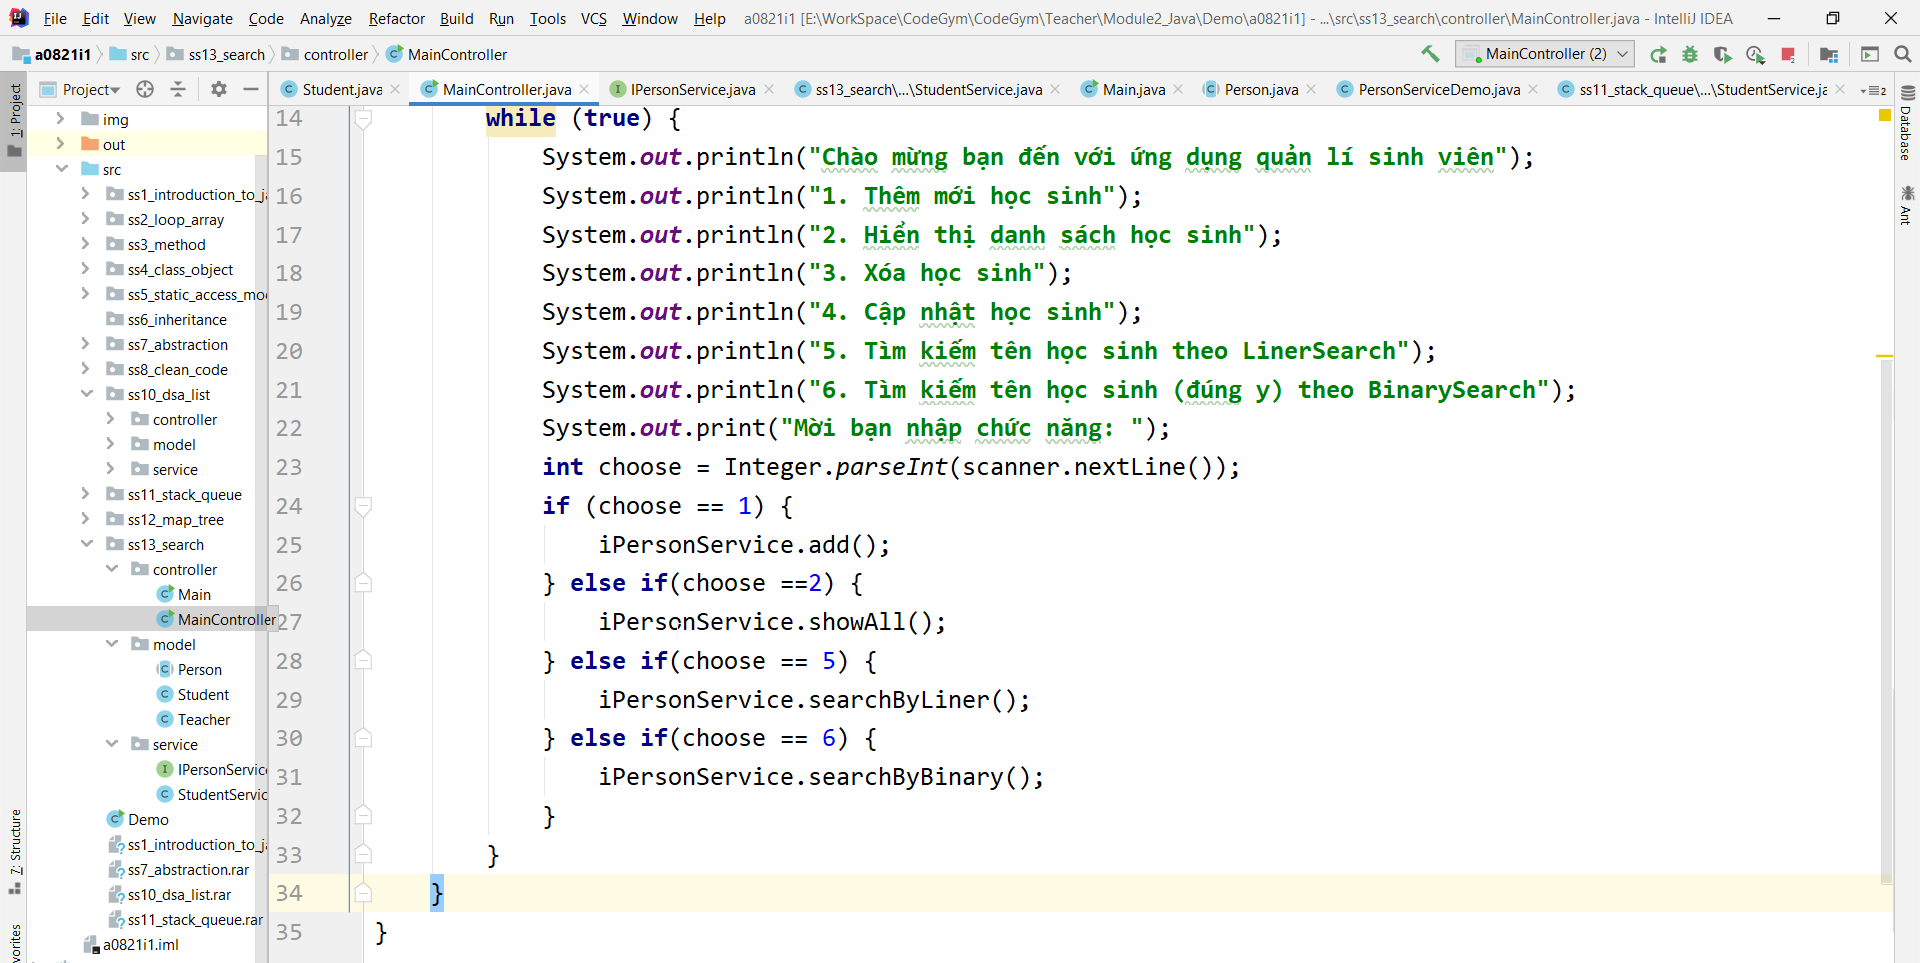 File Edit View Navigate Code Analyze Refactor Build Run Tools VCS Window Help a0821i1 [E:\WorkSpace\CodeGym\CodeGym\Teacher\Module2_Java\Demo\a0821i1] - ...\src\ss13_search\controller\MainController.java - IntelliJ IDEA
a0821i1 src ss13_search controller MainController MainController (2)
Project Student.java MainController.java IPersonService.java ss13_search\...\StudentService.java Main.java Person.java PersonServiceDemo.java ss11_stack_queue\...\StudentService.ja 2
1: Project
7: Structure
vorites
Database
Ant
img
out
src
ss1_introduction_to_ja
ss2_loop_array
ss3_method
ss4_class_object
ss5_static_access_mo
ss6_inheritance
ss7_abstraction
ss8_clean_code
ss10_dsa_list
controller
model
service
ss11_stack_queue
ss12_map_tree
ss13_search
controller
Main
MainController
model
Person
Student
Teacher
service
IPersonServic
StudentServic
Demo
ss1_introduction_to_ja
ss7_abstraction.rar
ss10_dsa_list.rar
ss11_stack_queue.rar
a0821i1.iml
14 while (true) {
15 System.out.println("Chào mừng bạn đến với ứng dụng quản lí sinh viên");
16 System.out.println("1. Thêm mới học sinh");
17 System.out.println("2. Hiển thị danh sách học sinh");
18 System.out.println("3. Xóa học sinh");
19 System.out.println("4. Cập nhật học sinh");
20 System.out.println("5. Tìm kiếm tên học sinh theo LinerSearch");
21 System.out.println("6. Tìm kiếm tên học sinh (đúng y) theo BinarySearch");
22 System.out.print("Mời bạn nhập chức năng: ");
23 int choose = Integer.parseInt(scanner.nextLine());
24 if (choose == 1) {
25 iPersonService.add();
26 } else if(choose ==2) {
27 iPersonService.showAll();
28 } else if(choose == 5) {
29 iPersonService.searchByLiner();
30 } else if(choose == 6) {
31 iPersonService.searchByBinary();
32 }
33 }
34 }
35 }